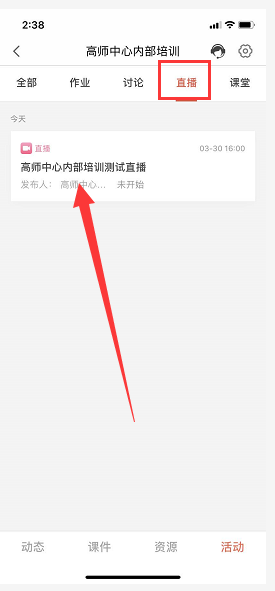 2:38
高师中心内部培训
全部 作业 讨论 直播 课堂
今天
直播 03-30 16:00
高师中心内部培训测试直播
发布人： 高师中心... 未开始
动态 课件 资源 活动